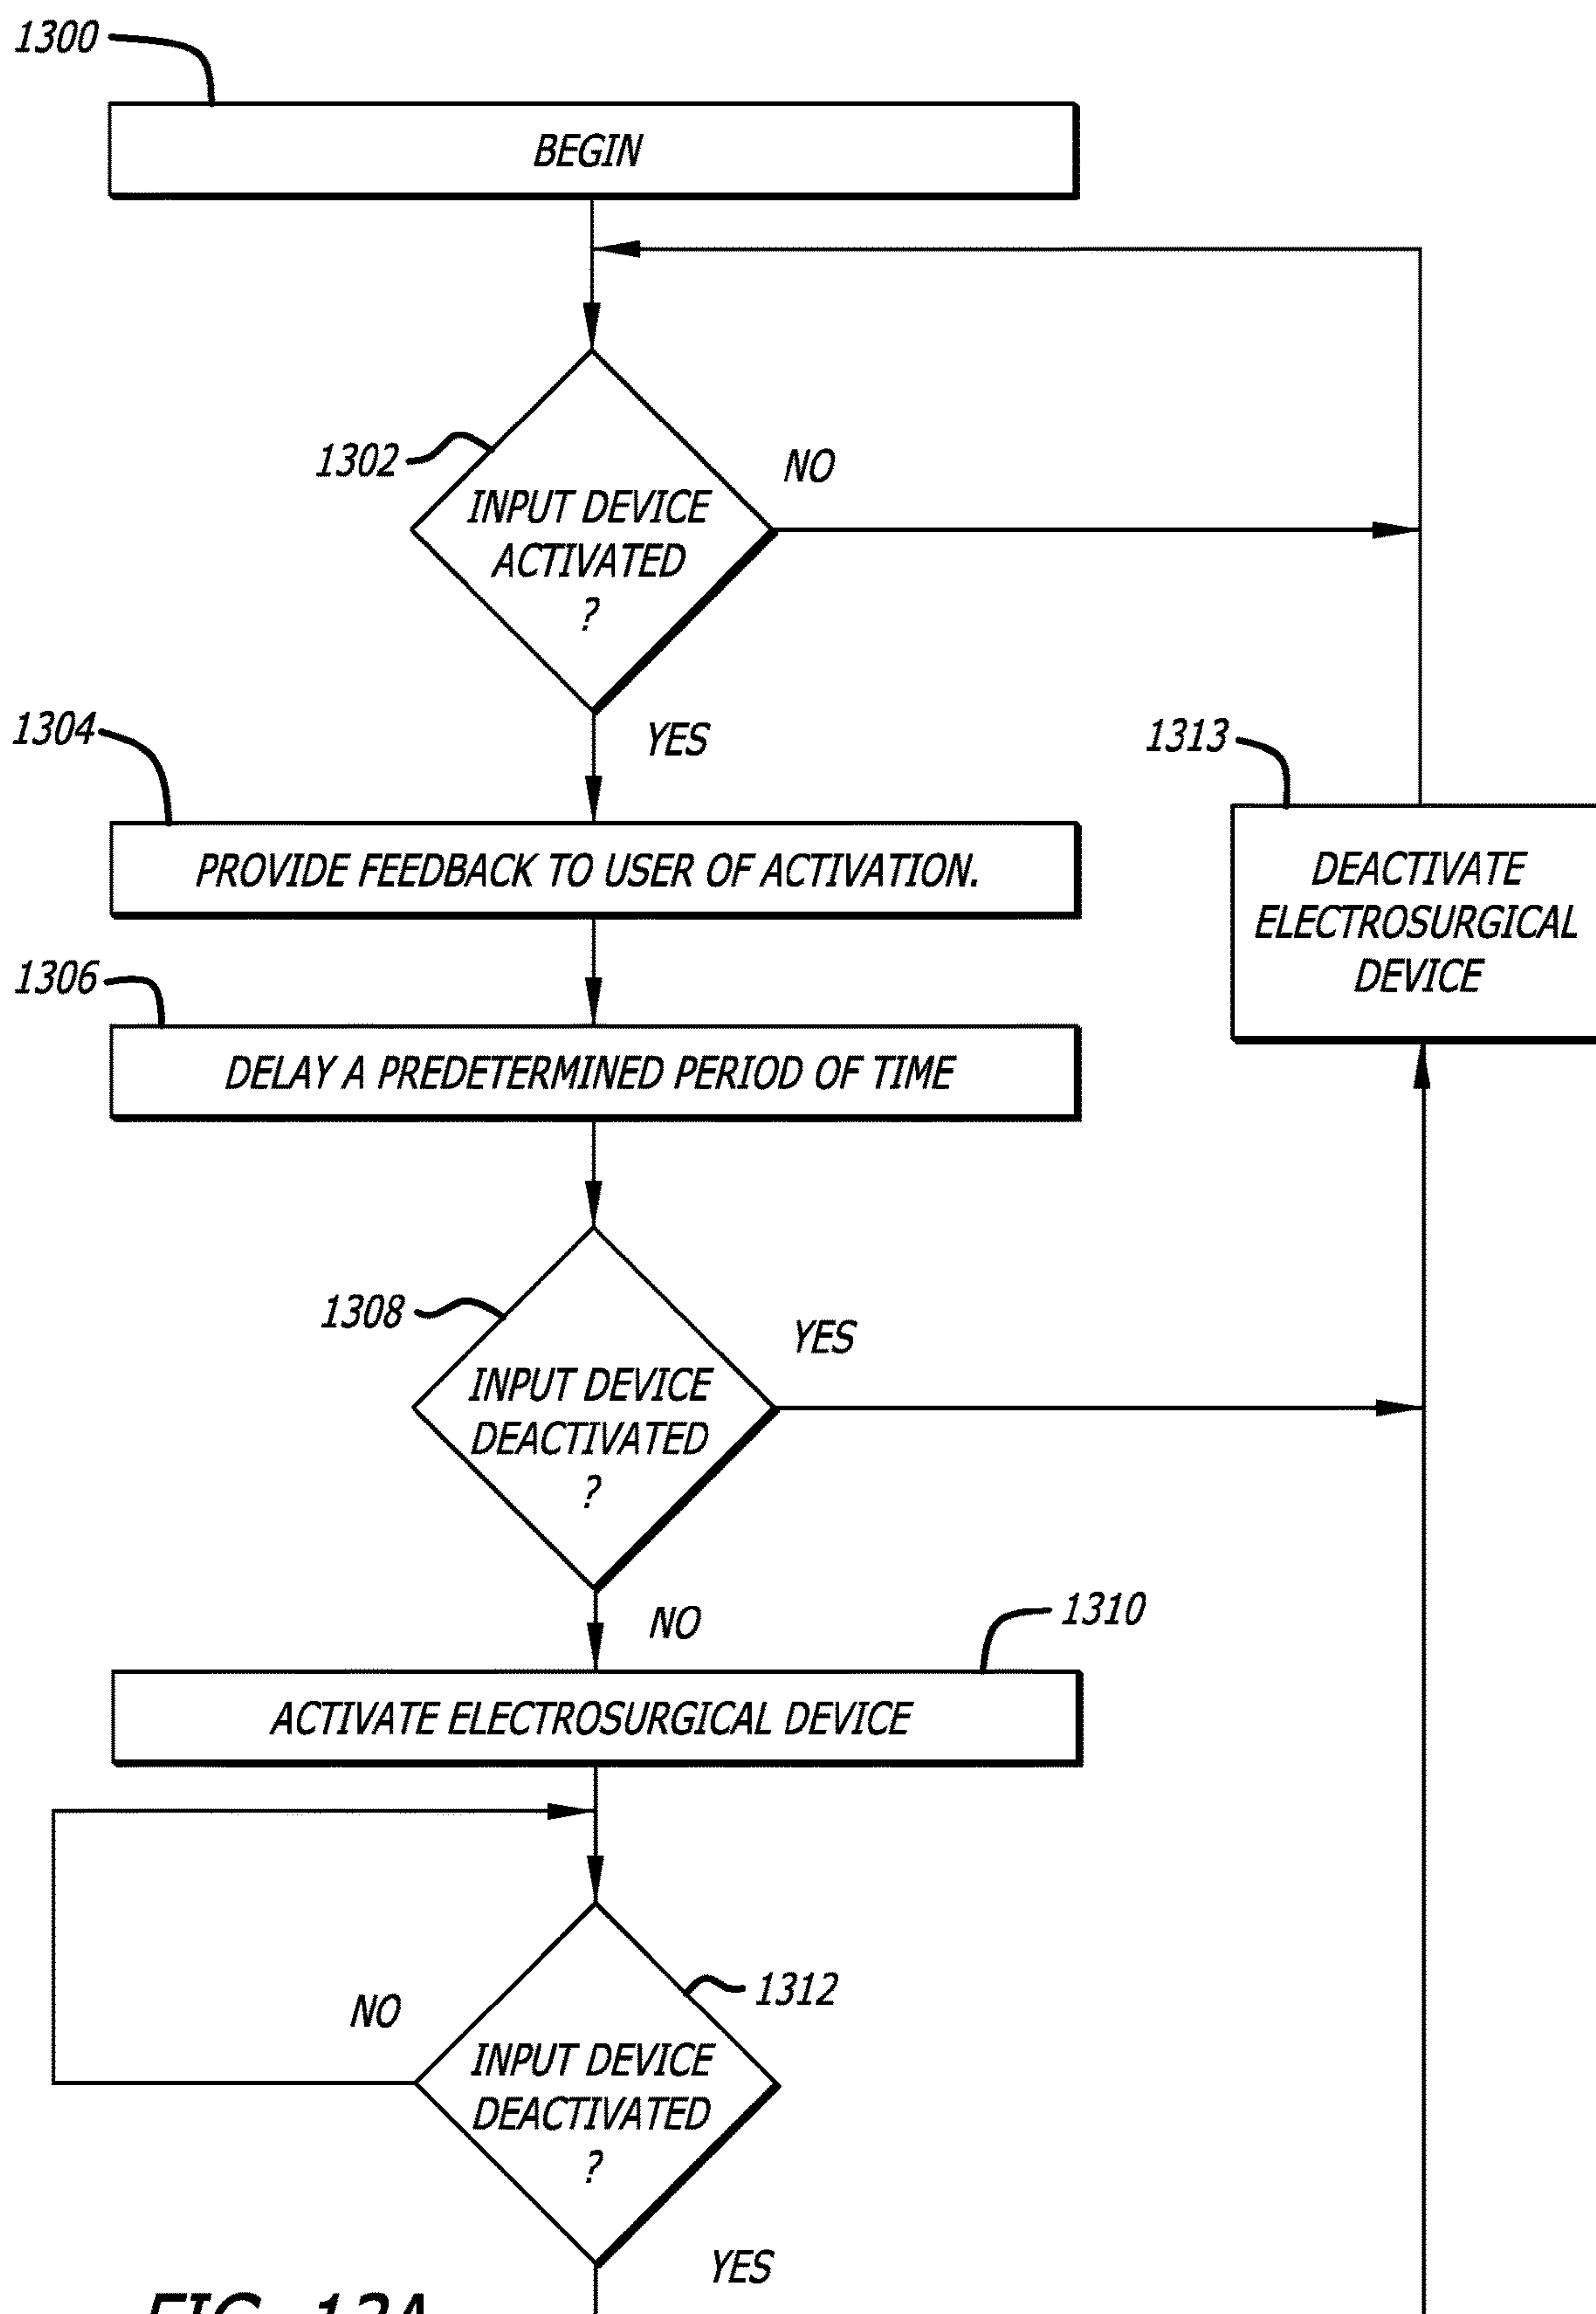 1300
BEGIN
1302
NO
INPUT DEVICE
ACTIVATED
?
YES
1304
PROVIDE FEEDBACK TO USER OF ACTIVATION.
1313
DEACTIVATE
ELECTROSURGICAL
DEVICE
1306
DELAY A PREDETERMINED PERIOD OF TIME
1308
YES
INPUT DEVICE
DEACTIVATED
?
NO
1310
ACTIVATE ELECTROSURGICAL DEVICE
1312
NO
INPUT DEVICE
DEACTIVATED
?
YES